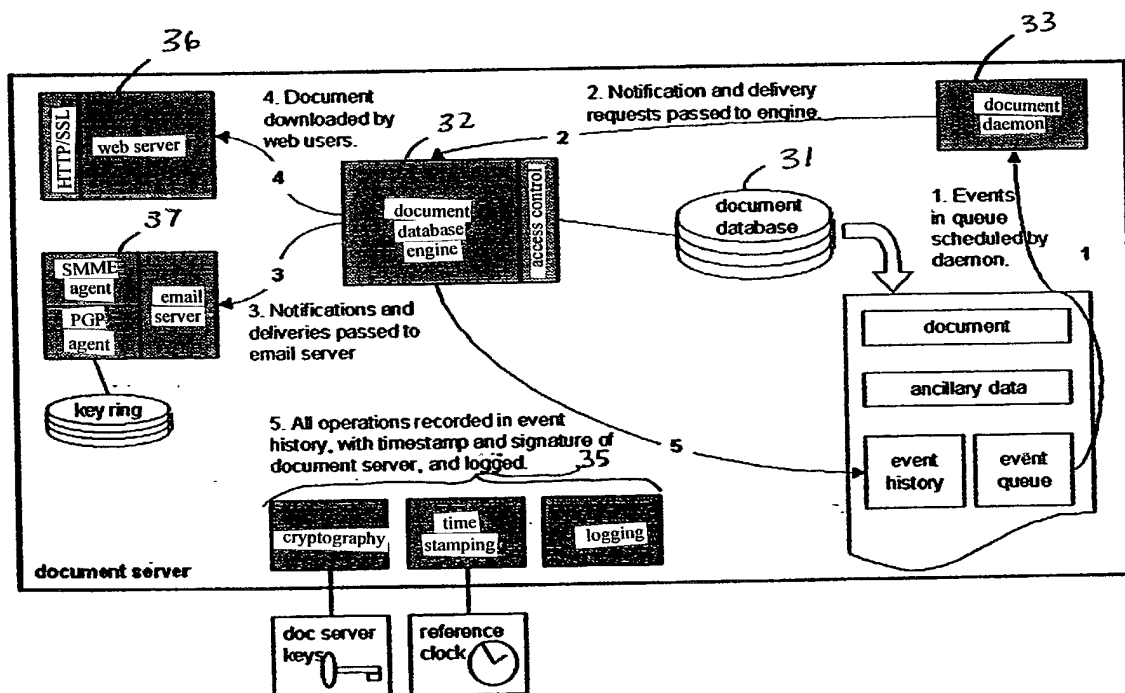 36
33
HTTP/SSL
web server
4. Document
downloaded by
web users.
4
32
document
database
engine
access control
2. Notification and delivery
requests passed to engine.
2
document
daemon
31
document
database
1. Events
in queue
scheduled by
daemon.
1
37
SMME
agent
PGP
agent
email
server
3
3. Notifications and
deliveries passed to
email server
key ring
document
ancillary data
event
history
event
queue
5. All operations recorded in event
history, with timestamp and signature of
document server, and logged.
35
5
cryptography
time
stamping
logging
document server
doc server
keys
reference
clock